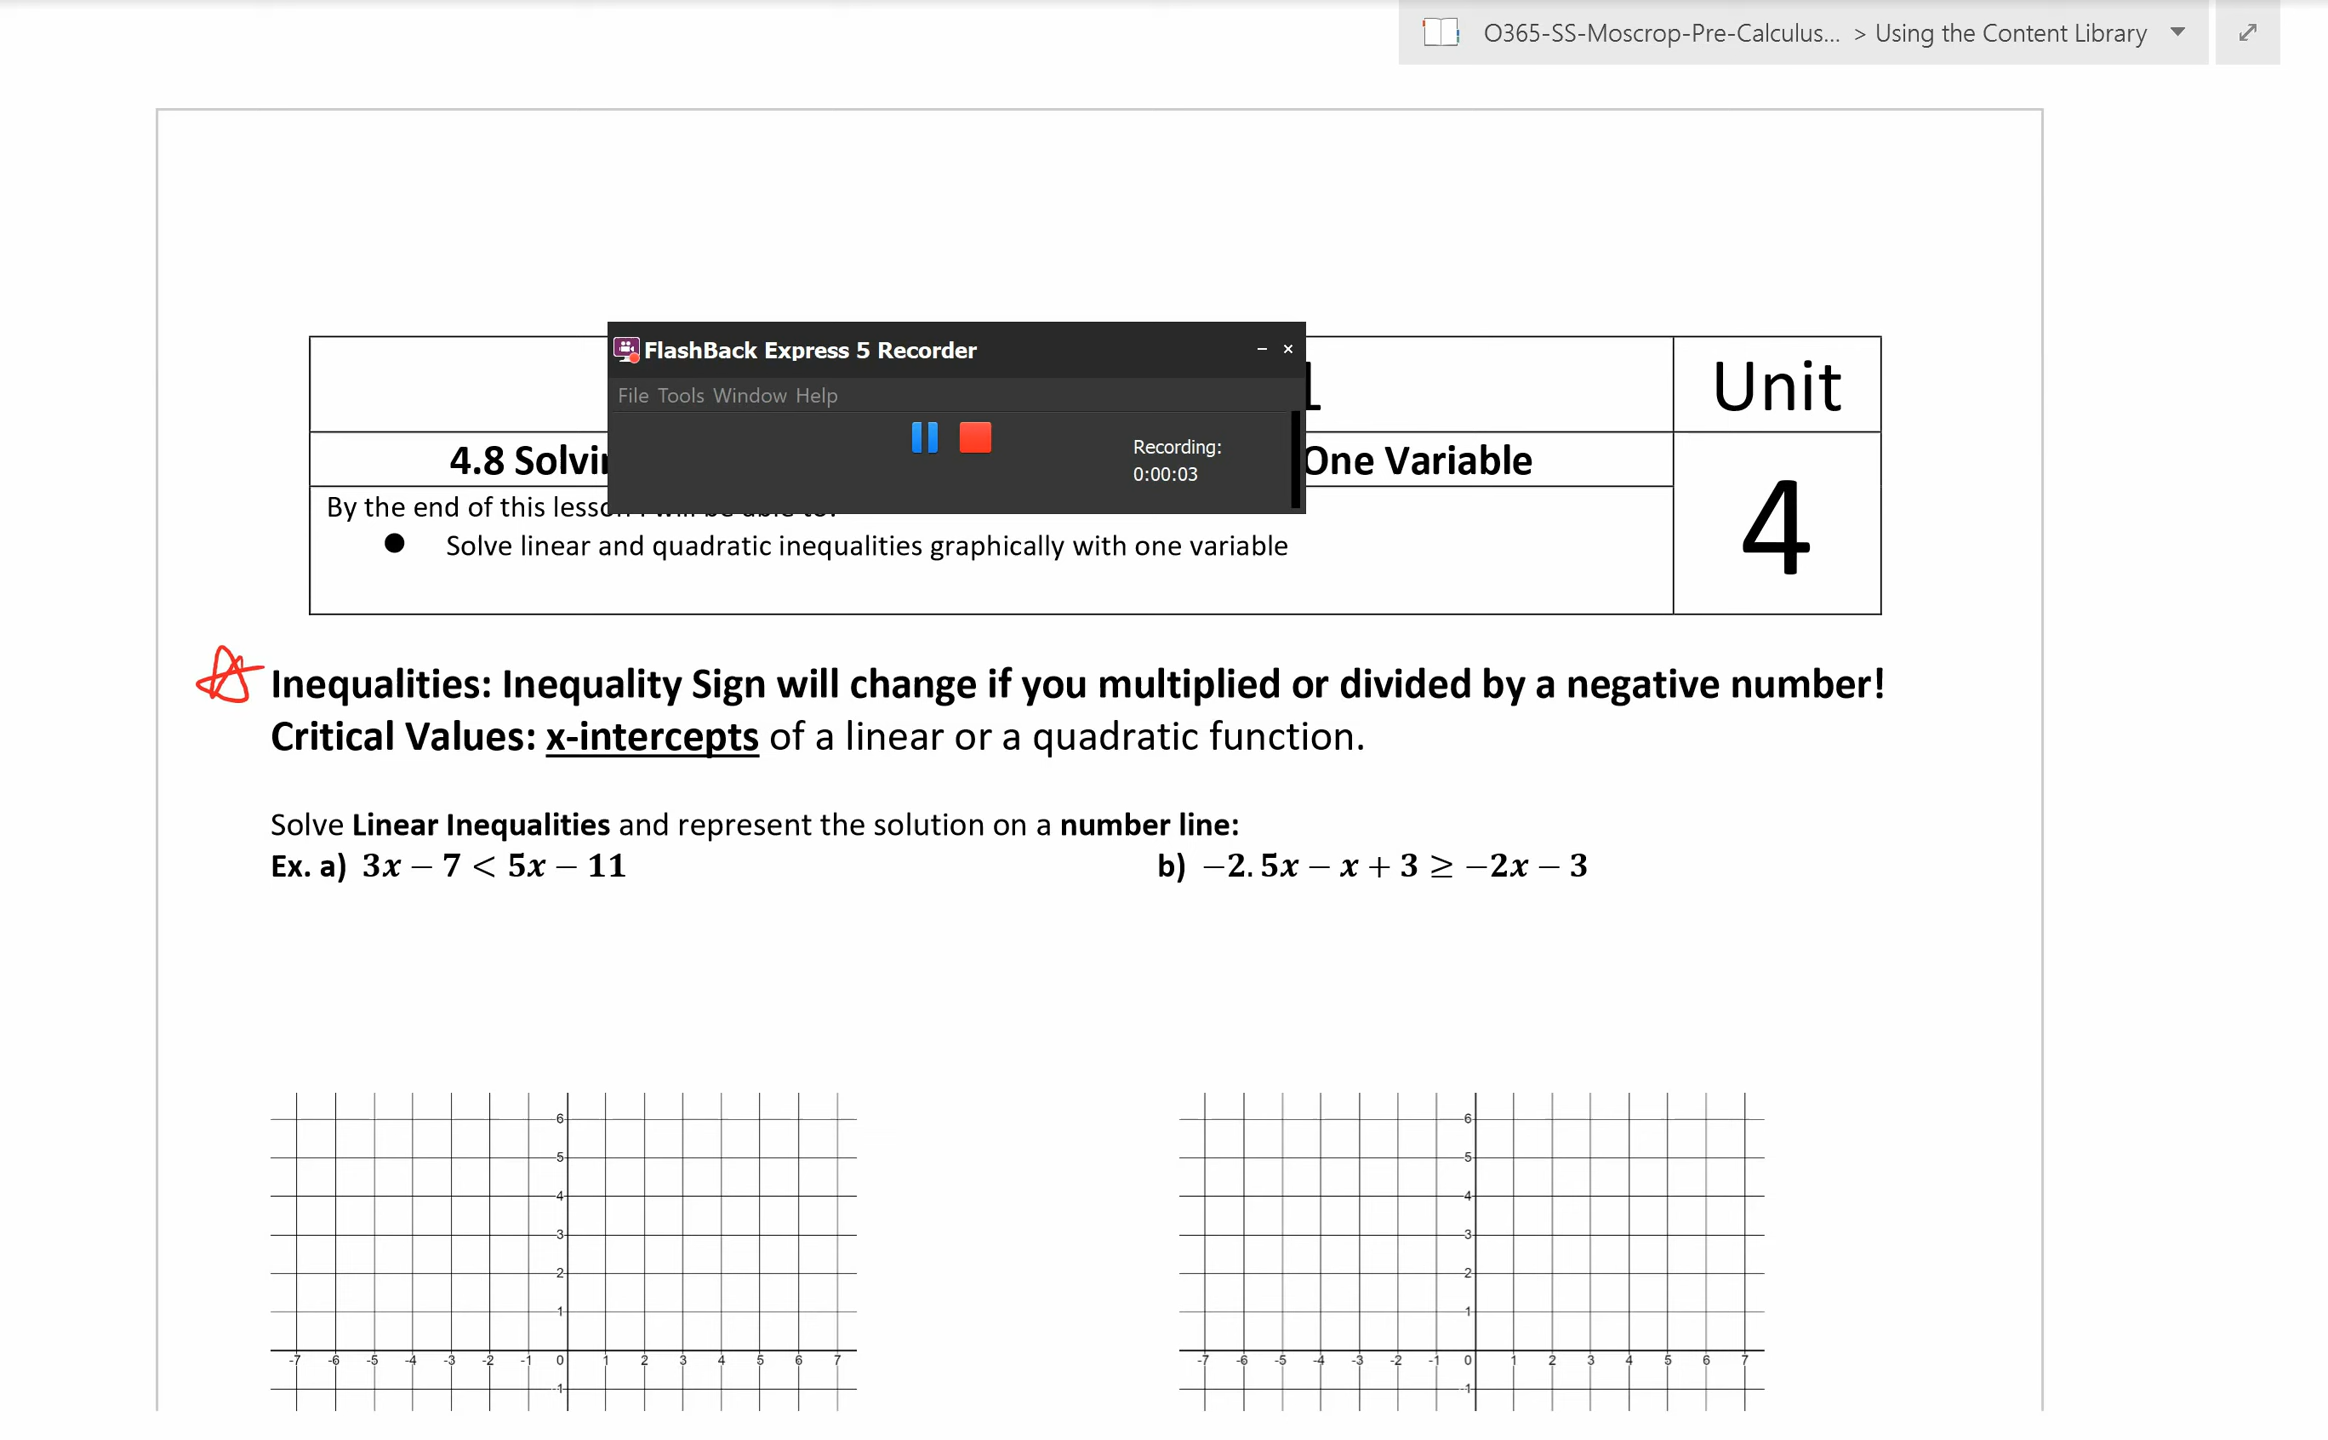 O365-SS-Moscrop-Pre-Calculus... > Using the Content Library
FlashBack Express 5 Recorder
File Tools Window Help
Recording:
0:00:03
1
Unit
4.8 One Variable
4
By the end of this
Solve linear and quadratic inequalities graphically with one variable
Inequalities: Inequality Sign will change if you multiplied or divided by a negative number!
Critical Values: x-intercepts of a linear or a quadratic function.
Solve Linear Inequalities and represent the solution on a number line:
Ex. a) 3x − 7 < 5x − 11
b) −2.5x − x + 3 ≥ −2x − 3
6 6
5 5
4 4
3 3
2 2
1 1
-7 -6 -5 -4 -3 -2 -1 0 1 2 3 4 5 6 7 -7 -6 -5 -4 -3 -2 -1 0 1 2 3 4 5 6 7
-1 -1